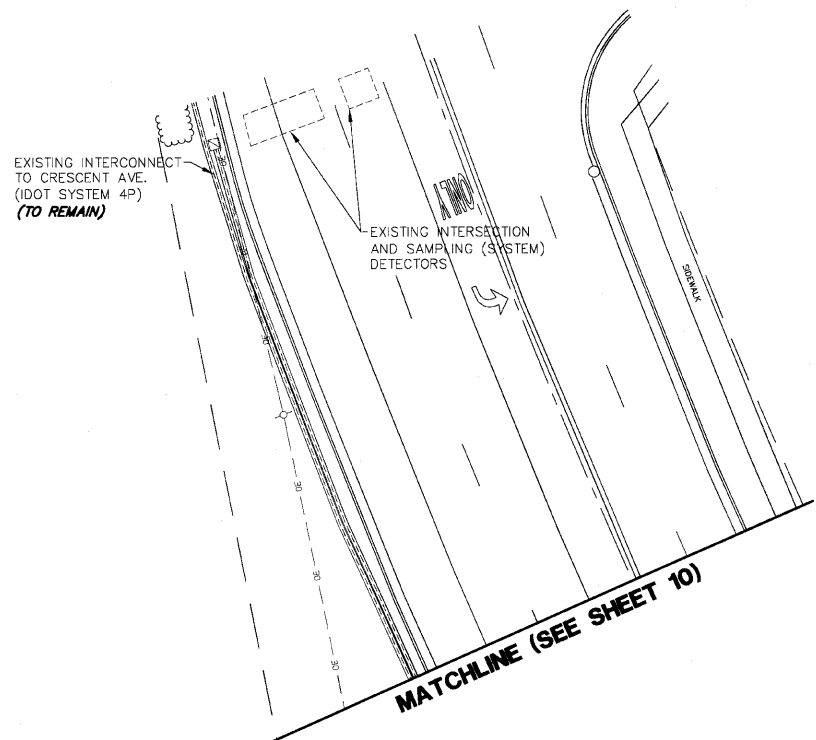 EXISTING INTERCONNECT
TO CRESCENT AVE.
(IDOT SYSTEM 4P)
(TO REMAIN)
ONLY
EXISTING INTERSECTION
AND SAMPLING (SYSTEM)
DETECTORS
SIDEWALK
MATCHLINE (SEE SHEET 10)